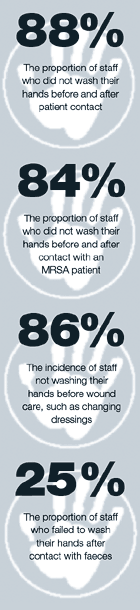 88%
The proportion of staff
who did not wash their
hands before and after
patient contact
84%
The proportion of staff
who did not wash their
hands before and after
contact with an
MRSA patient
86%
The incidence of staff
not washing their
hands before wound
care, such as changing
dressings
25%
The proportion of staff
who failed to wash
their hands after
contact with faeces